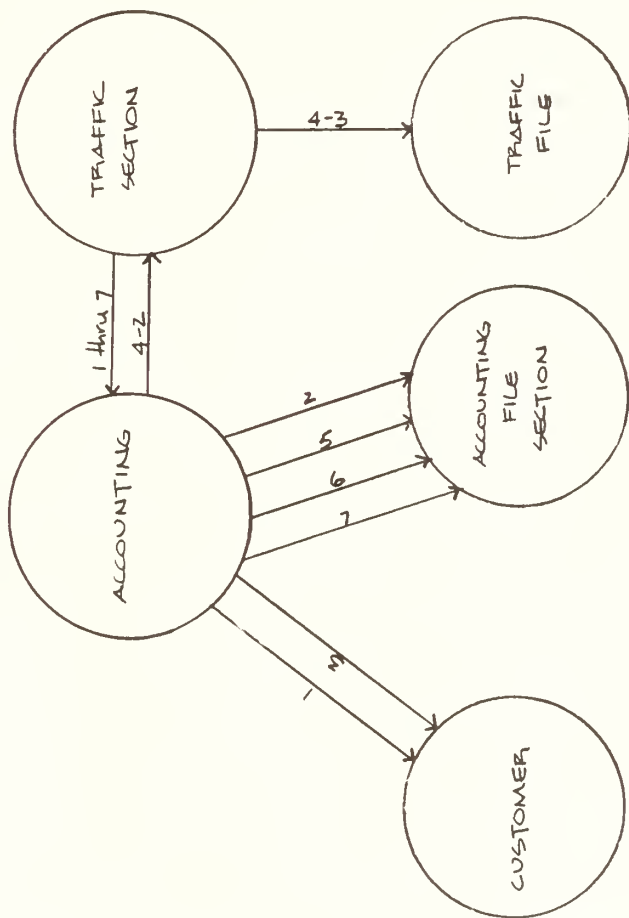 TRAFFIC
SECTION
4-3
TRAFFIC
FILE
1 thru 7
4-2
ACCOUNTING
2
5
6
7
ACCOUNTING
FILE
SECTION
3
1
CUSTOMER